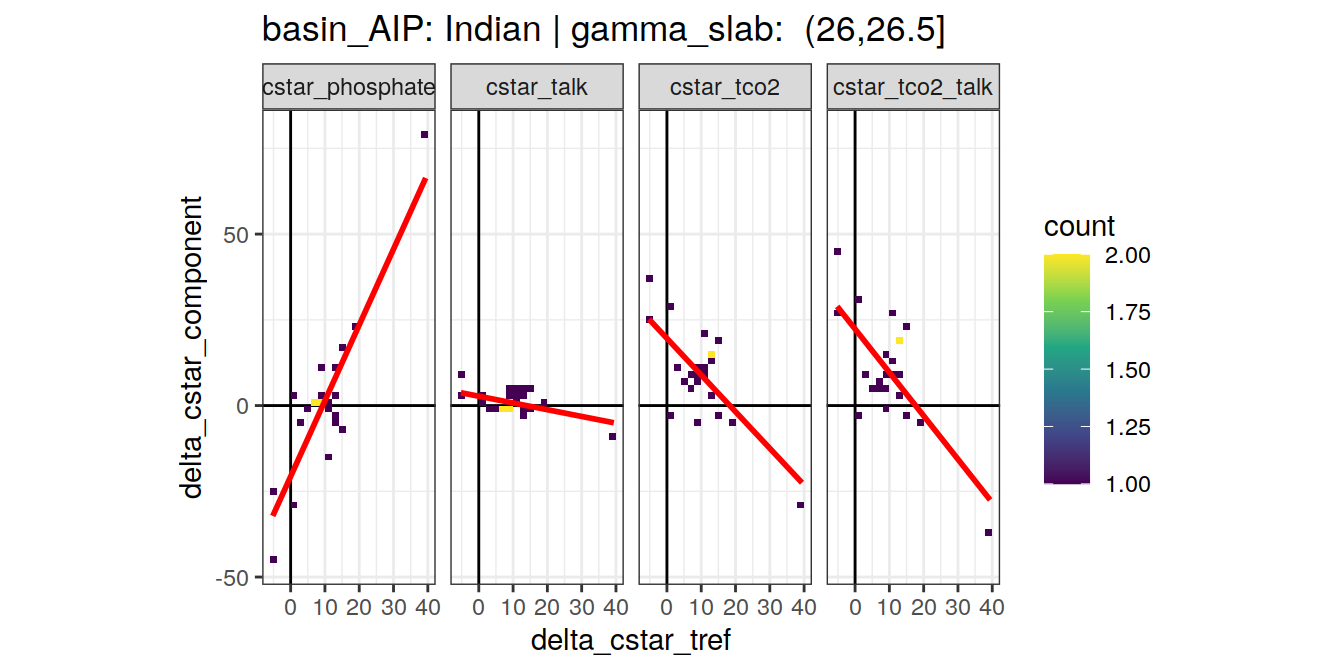 basin_AIP: Indian | gamma_slab:  (26,26.5]
cstar_phosphate cstar_talk cstar_tco2 cstar_tco2_talk
delta_cstar_component
50
0
-50
0 10 20 30 40 0 10 20 30 40 0 10 20 30 40 0 10 20 30 40
delta_cstar_tref
count
2.00
1.75
1.50
1.25
1.00